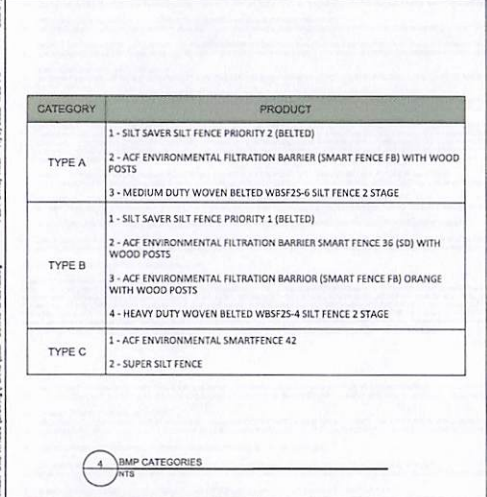 CATEGORY PRODUCT
TYPE A
1 - SILT SAVER SILT FENCE PRIORITY 2 (BELTED)
2 - ACF ENVIRONMENTAL FILTRATION BARRIER (SMART FENCE FB) WITH WOOD
POSTS
3 - MEDIUM DUTY WOVEN BELTED WBSF2S-6 SILT FENCE 2 STAGE
TYPE B
1 - SILT SAVER SILT FENCE PRIORITY 1 (BELTED)
2 - ACF ENVIRONMENTAL FILTRATION BARRIER SMART FENCE 36 (SD) WITH
WOOD POSTS
3 - ACF ENVIRONMENTAL FILTRATION BARRIOR (SMART FENCE FB) ORANGE
WITH WOOD POSTS
4 - HEAVY DUTY WOVEN BELTED WBSF2S-4 SILT FENCE 2 STAGE
TYPE C
1 - ACF ENVIRONMENTAL SMARTFENCE 42
2 - SUPER SILT FENCE
4 BMP CATEGORIES
NTS